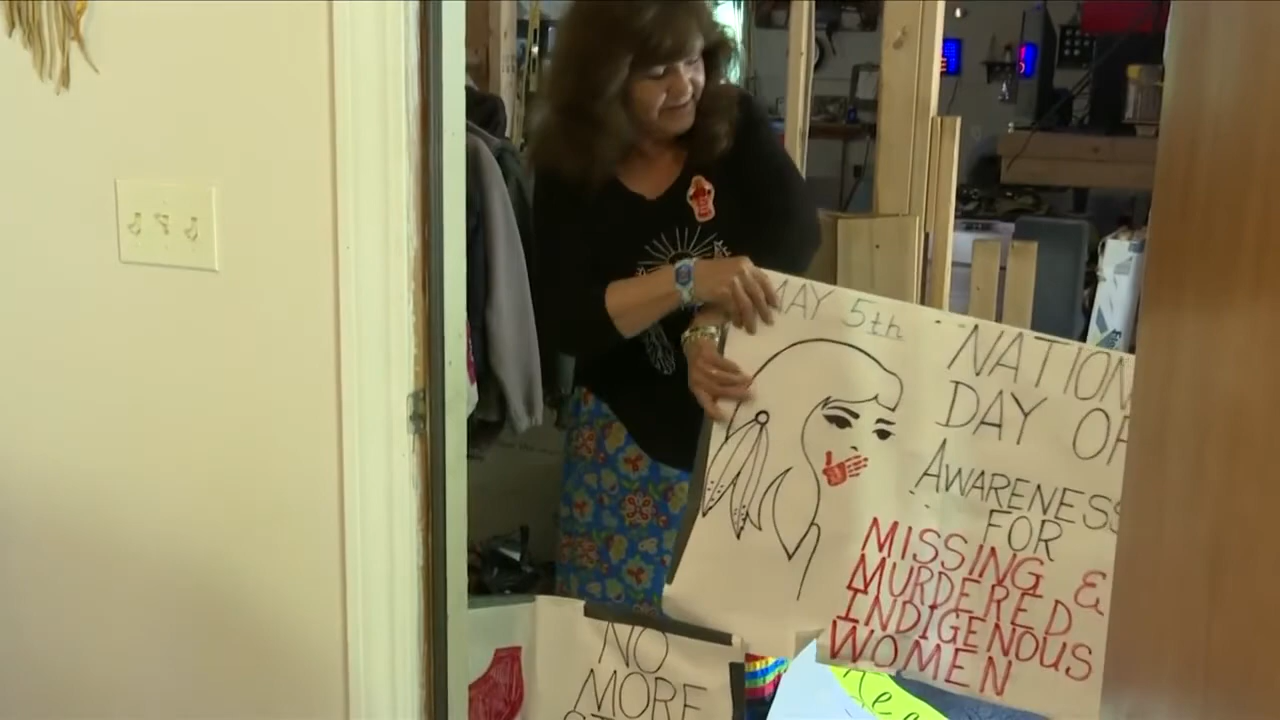 MAY 5th
NATION
DAY OF
AWARENESS
FOR
MISSING &
MURDERED
INDIGENOUS
WOMEN
NO
MORE